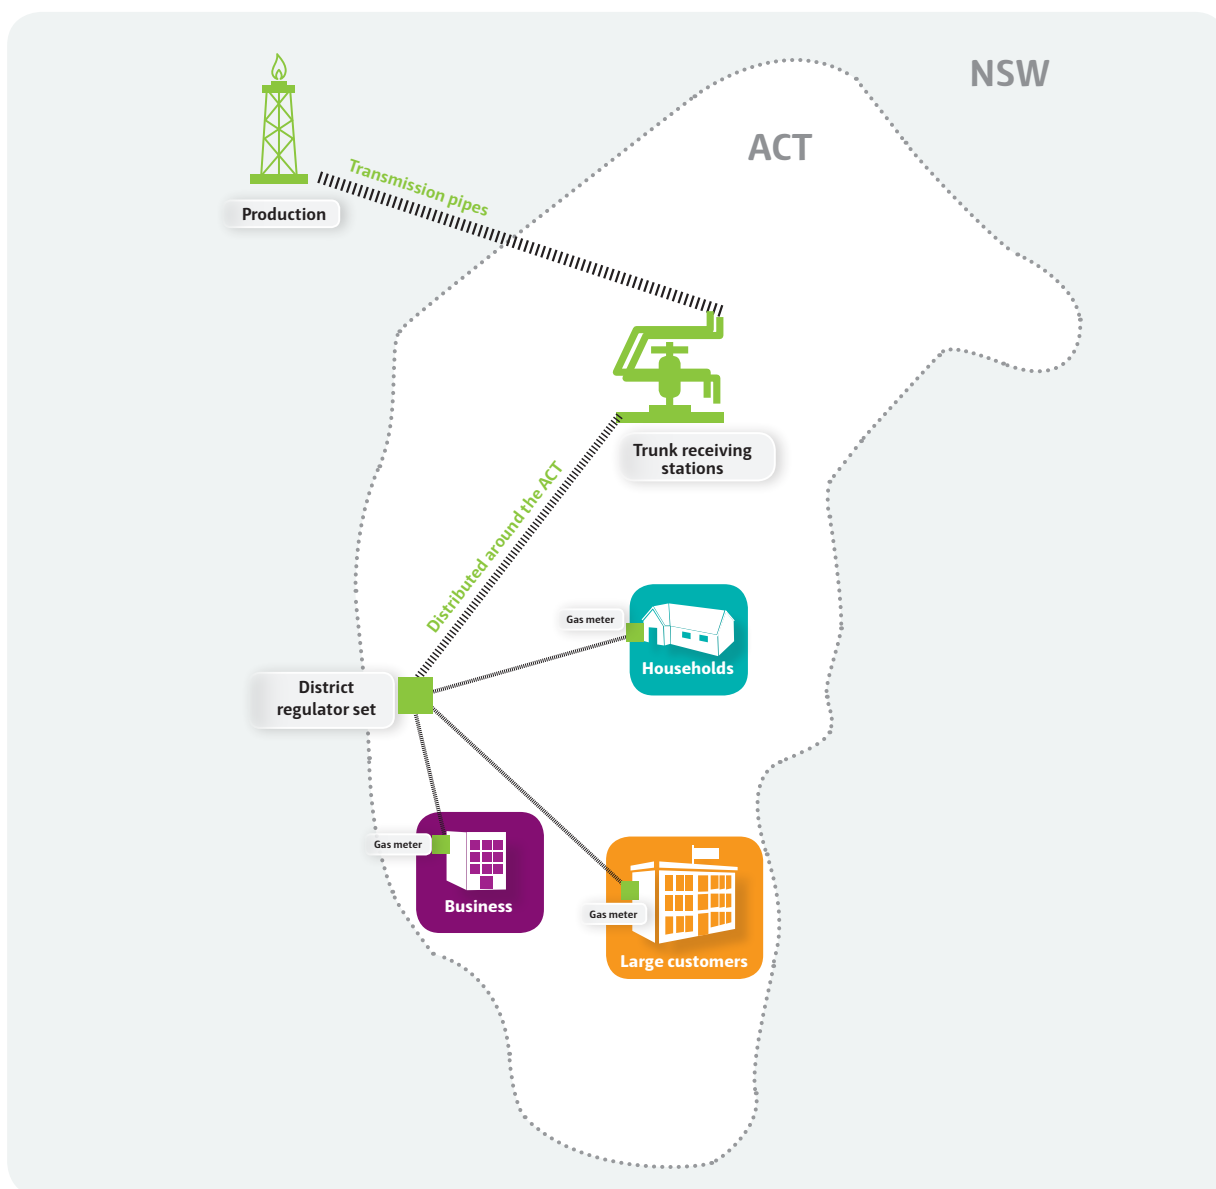 NSW
ACT
Transmission pipes
Production
Trunk receiving
stations
Distributed around the ACT
Gas meter
Households
District
regulator set
Gas meter
Business
Gas meter
Large customers